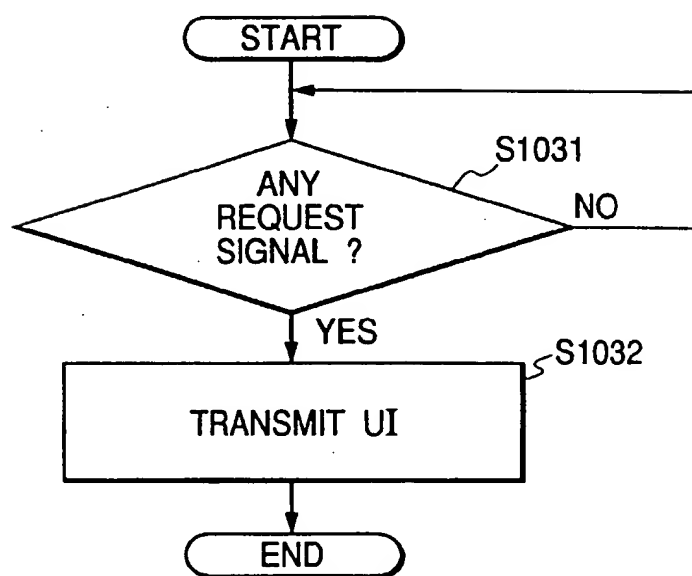 START
S1031
ANY
REQUEST
SIGNAL ?
NO
YES
S1032
TRANSMIT UI
END